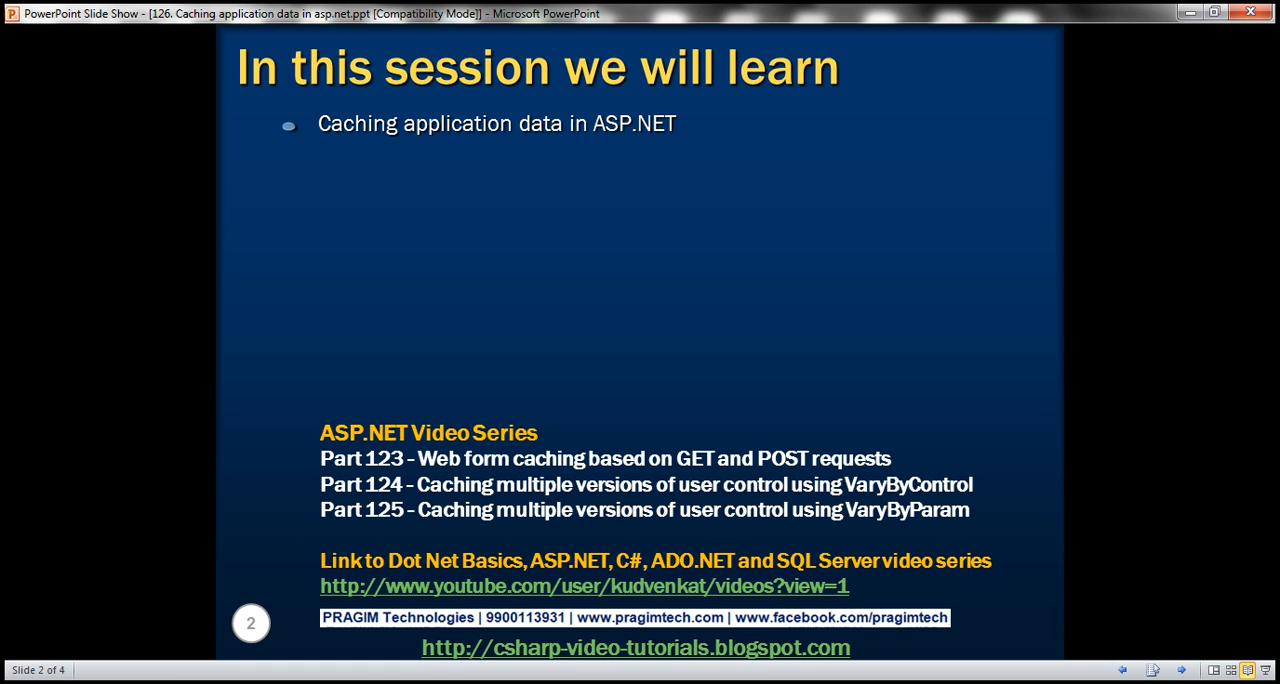 PowerPoint Slide Show - [126. Caching application data in asp.net.ppt [Compatibility Mode]] - Microsoft PowerPoint
In this session we will learn
Caching application data in ASP.NET
ASP.NET Video Series
Part 123 - Web form caching based on GET and POST requests
Part 124 - Caching multiple versions of user control using VaryByControl
Part 125 - Caching multiple versions of user control using VaryByParam
Link to Dot Net Basics, ASP.NET, C#, ADO.NET and SQL Server video series
http://www.youtube.com/user/kudvenkat/videos?view=1
2
PRAGIM Technologies | 9900113931 | www.pragimtech.com | www.facebook.com/pragimtech
http://csharp-video-tutorials.blogspot.com
Slide 2 of 4